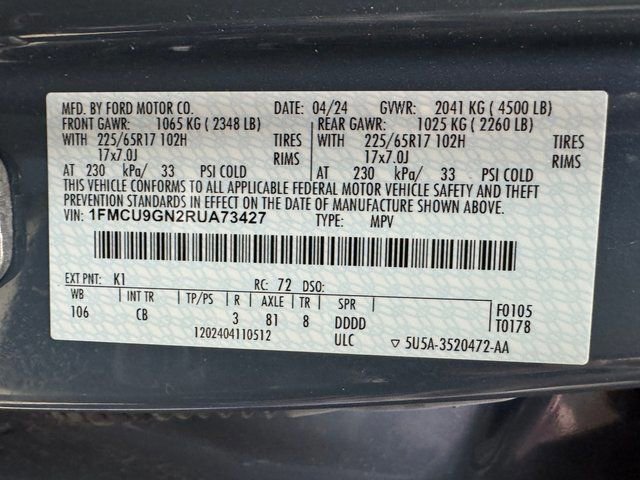 MFD. BY FORD MOTOR CO. DATE: 04/24 GVWR: 2041 KG ( 4500 LB)
FRONT GAWR: 1065 KG ( 2348 LB) REAR GAWR: 1025 KG ( 2260 LB)
WITH 225/65R17 102H TIRES WITH 225/65R17 102H TIRES
17x7.0J RIMS 17x7.0J RIMS
AT 230 kPa/ 33 PSI COLD AT 230 kPa/ 33 PSI COLD
THIS VEHICLE CONFORMS TO ALL APPLICABLE FEDERAL MOTOR VEHICLE SAFETY AND THEFT
PREVENTION STANDARDS IN EFFECT ON THE DATE OF MANUFACTURE SHOWN ABOVE.
VIN: 1FMCU9GN2RUA73427 TYPE: MPV
EXT PNT: K1 RC: 72 DSO:
WB INT TR TP/PS R AXLE TR SPR F0105
106 CB 3 81 8 DDDD T0178
1202404110512 ULC ▽ 5U5A-3520472-AA